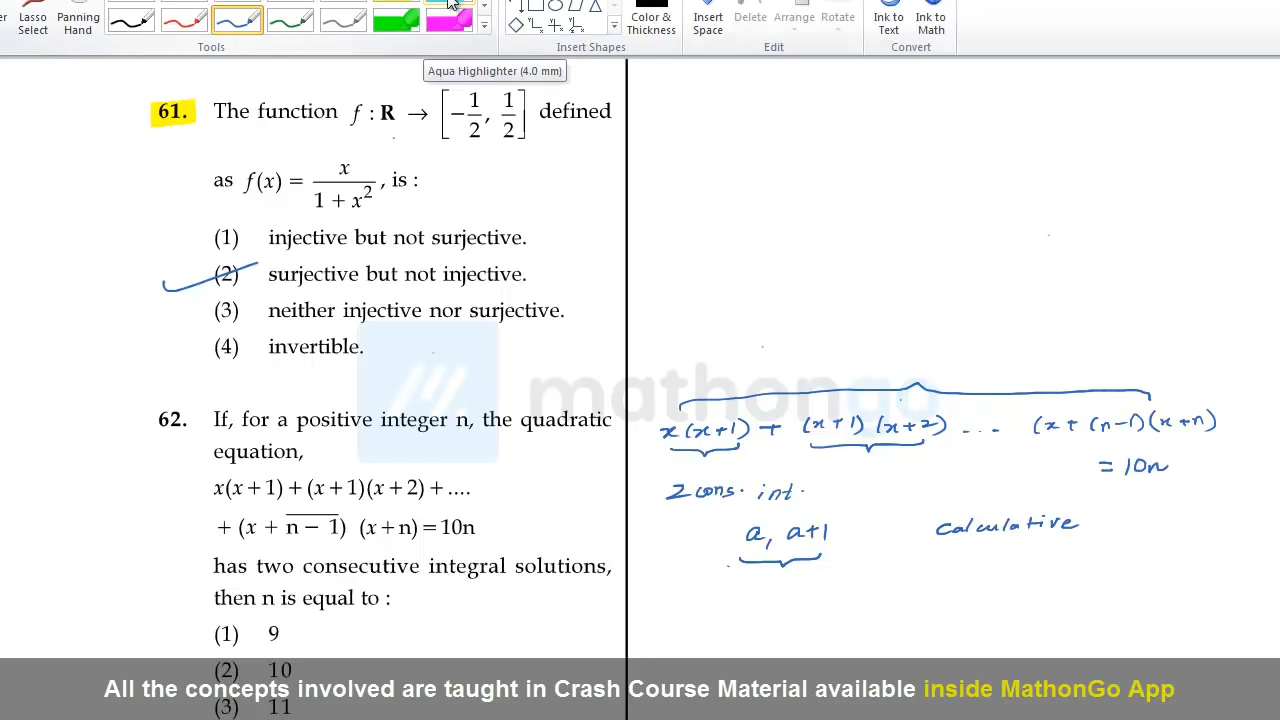 Lasso Select
Panning Hand
Color & Thickness
Insert Space
Delete
Arrange
Rotate
Ink to Text
Ink to Math
Tools
Insert Shapes
Edit
Convert
Aqua Highlighter (4.0 mm)
61. The function f : R → [−1/2, 1/2] defined
as f(x) = x/(1 + x²), is :
(1) injective but not surjective.
(2) surjective but not injective.
(3) neither injective nor surjective.
(4) invertible.
mathongo
62. If, for a positive integer n, the quadratic
equation,
x(x + 1) + (x + 1)(x + 2) + ....
+ (x + n − 1) (x + n) = 10n
has two consecutive integral solutions,
then n is equal to :
(1) 9
(2) 10
(3) 11
x(x+1) + (x+1) (x+2) ... (x + (n-1)(x+n)
= 10n
2 cons. int.
a, a+1
calculative
All the concepts involved are taught in Crash Course Material available inside MathonGo App